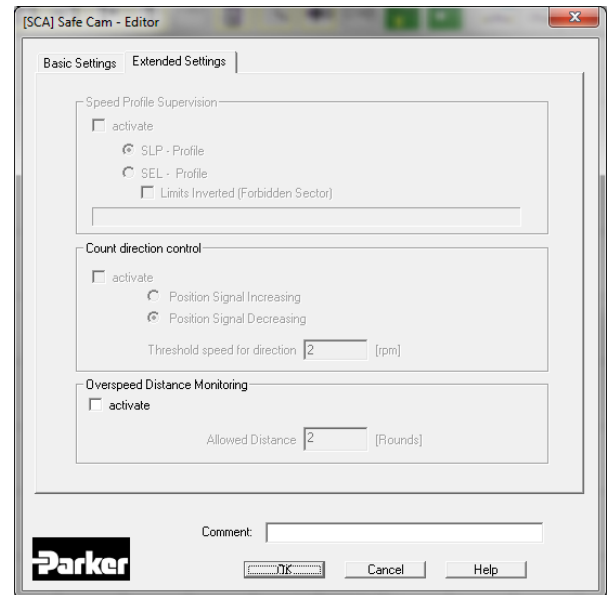 [SCA] Safe Cam - Editor
Basic Settings Extended Settings
Speed Profile Supervision
activate
SLP - Profile
SEL - Profile
Limits Inverted (Forbidden Sector)
Count direction control
activate
Position Signal Increasing
Position Signal Decreasing
Threshold speed for direction 2 [rpm]
Overspeed Distance Monitoring
activate
Allowed Distance 2 [Rounds]
Comment:
Parker
OK Cancel Help